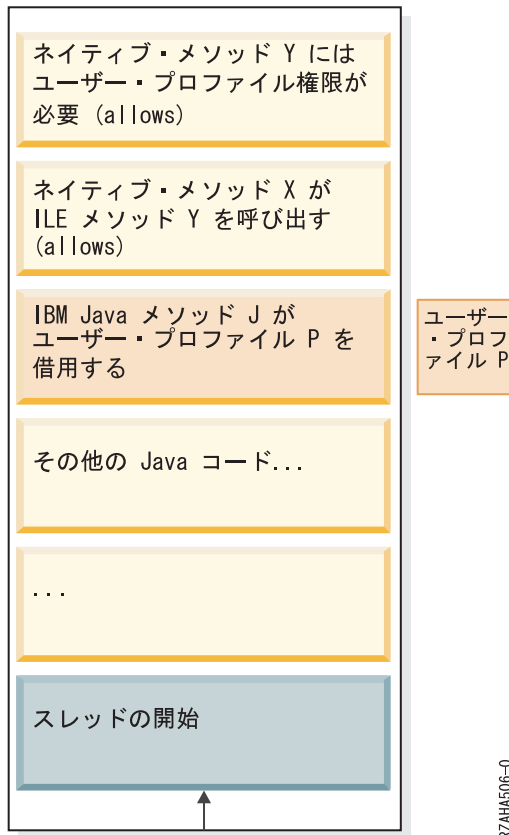 ネイティブ・メソッド Y には
ユーザー・プロファイル権限が
必要 (allows)
ネイティブ・メソッド X が
ILE メソッド Y を呼び出す
(allows)
IBM Java メソッド J が
ユーザー・プロファイル P を
借用する
ユーザー
・プロフ
ァイル P
その他の Java コード...
...
スレッドの開始
RZAHA506-0